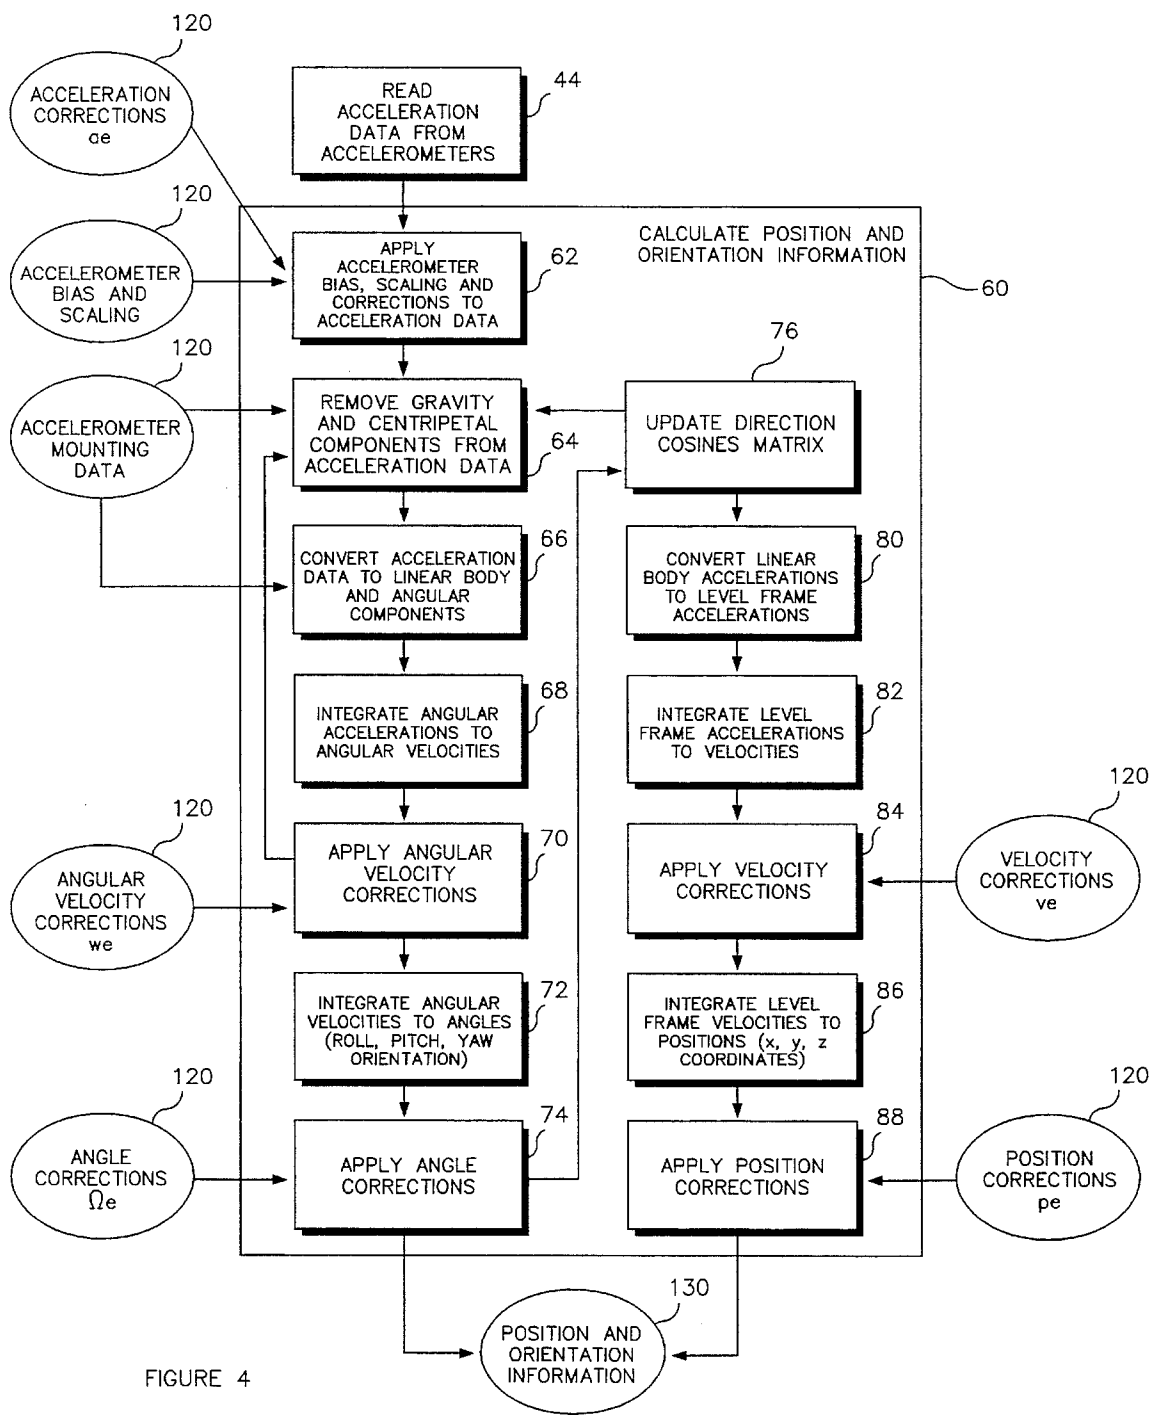 120
ACCELERATION
CORRECTIONS
ae
READ
ACCELERATION
DATA FROM
ACCELEROMETERS
44
120
ACCELEROMETER
BIAS AND
SCALING
APPLY
ACCELEROMETER
BIAS, SCALING AND
CORRECTIONS TO
ACCELERATION DATA
62
CALCULATE POSITION AND
ORIENTATION INFORMATION
60
120
ACCELEROMETER
MOUNTING
DATA
REMOVE GRAVITY
AND CENTRIPETAL
COMPONENTS FROM
ACCELERATION DATA
64
76
UPDATE DIRECTION
COSINES MATRIX
CONVERT ACCELERATION
DATA TO LINEAR BODY
AND ANGULAR
COMPONENTS
66
CONVERT LINEAR
BODY ACCELERATIONS
TO LEVEL FRAME
ACCELERATIONS
80
INTEGRATE ANGULAR
ACCELERATIONS TO
ANGULAR VELOCITIES
68
INTEGRATE LEVEL
FRAME ACCELERATIONS
TO VELOCITIES
82
120
ANGULAR
VELOCITY
CORRECTIONS
we
APPLY ANGULAR
VELOCITY
CORRECTIONS
70
APPLY VELOCITY
CORRECTIONS
84
120
VELOCITY
CORRECTIONS
ve
INTEGRATE ANGULAR
VELOCITIES TO ANGLES
(ROLL, PITCH, YAW
ORIENTATION)
72
INTEGRATE LEVEL
FRAME VELOCITIES TO
POSITIONS (x, y, z
COORDINATES)
86
120
ANGLE
CORRECTIONS
Ωe
APPLY ANGLE
CORRECTIONS
74
APPLY POSITION
CORRECTIONS
88
120
POSITION
CORRECTIONS
pe
130
POSITION AND
ORIENTATION
INFORMATION
FIGURE 4